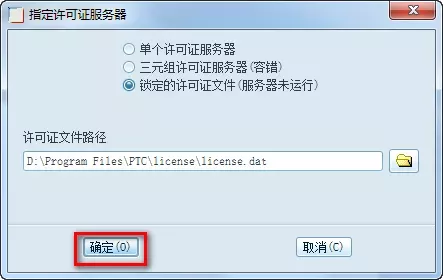 指定许可证服务器
单个许可证服务器
三元组许可证服务器(容错)
锁定的许可证文件(服务器未运行)
许可证文件路径
D:\Program Files\PTC\license\license.dat
确定(O) 取消(C)